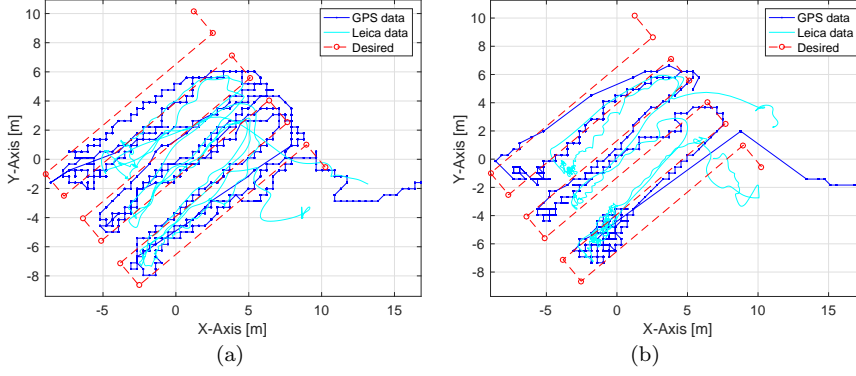 GPS data
Leica data
Desired
10
8
6
4
2
0
-2
-4
-6
-8
Y-Axis [m]
-5
0
5
10
15
X-Axis [m]
(a)
GPS data
Leica data
Desired
10
8
6
4
2
0
-2
-4
-6
-8
Y-Axis [m]
-5
0
5
10
15
X-Axis [m]
(b)